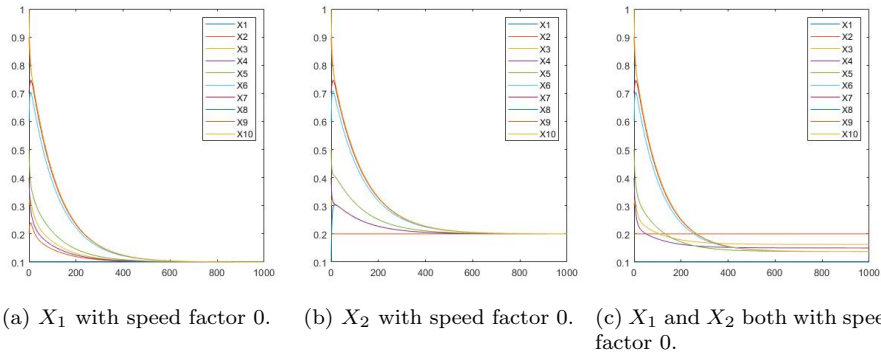 1
0.9
0.8
0.7
0.6
0.5
0.4
0.3
0.2
0.1
0 200 400 600 800 1000
X1
X2
X3
X4
X5
X6
X7
X8
X9
X10
1
0.9
0.8
0.7
0.6
0.5
0.4
0.3
0.2
0.1
0 200 400 600 800 1000
X1
X2
X3
X4
X5
X6
X7
X8
X9
X10
1
0.9
0.8
0.7
0.6
0.5
0.4
0.3
0.2
0.1
0 200 400 600 800 1000
X1
X2
X3
X4
X5
X6
X7
X8
X9
X10
(a) X1 with speed factor 0.
(b) X2 with speed factor 0.
(c) X1 and X2 both with speed
factor 0.